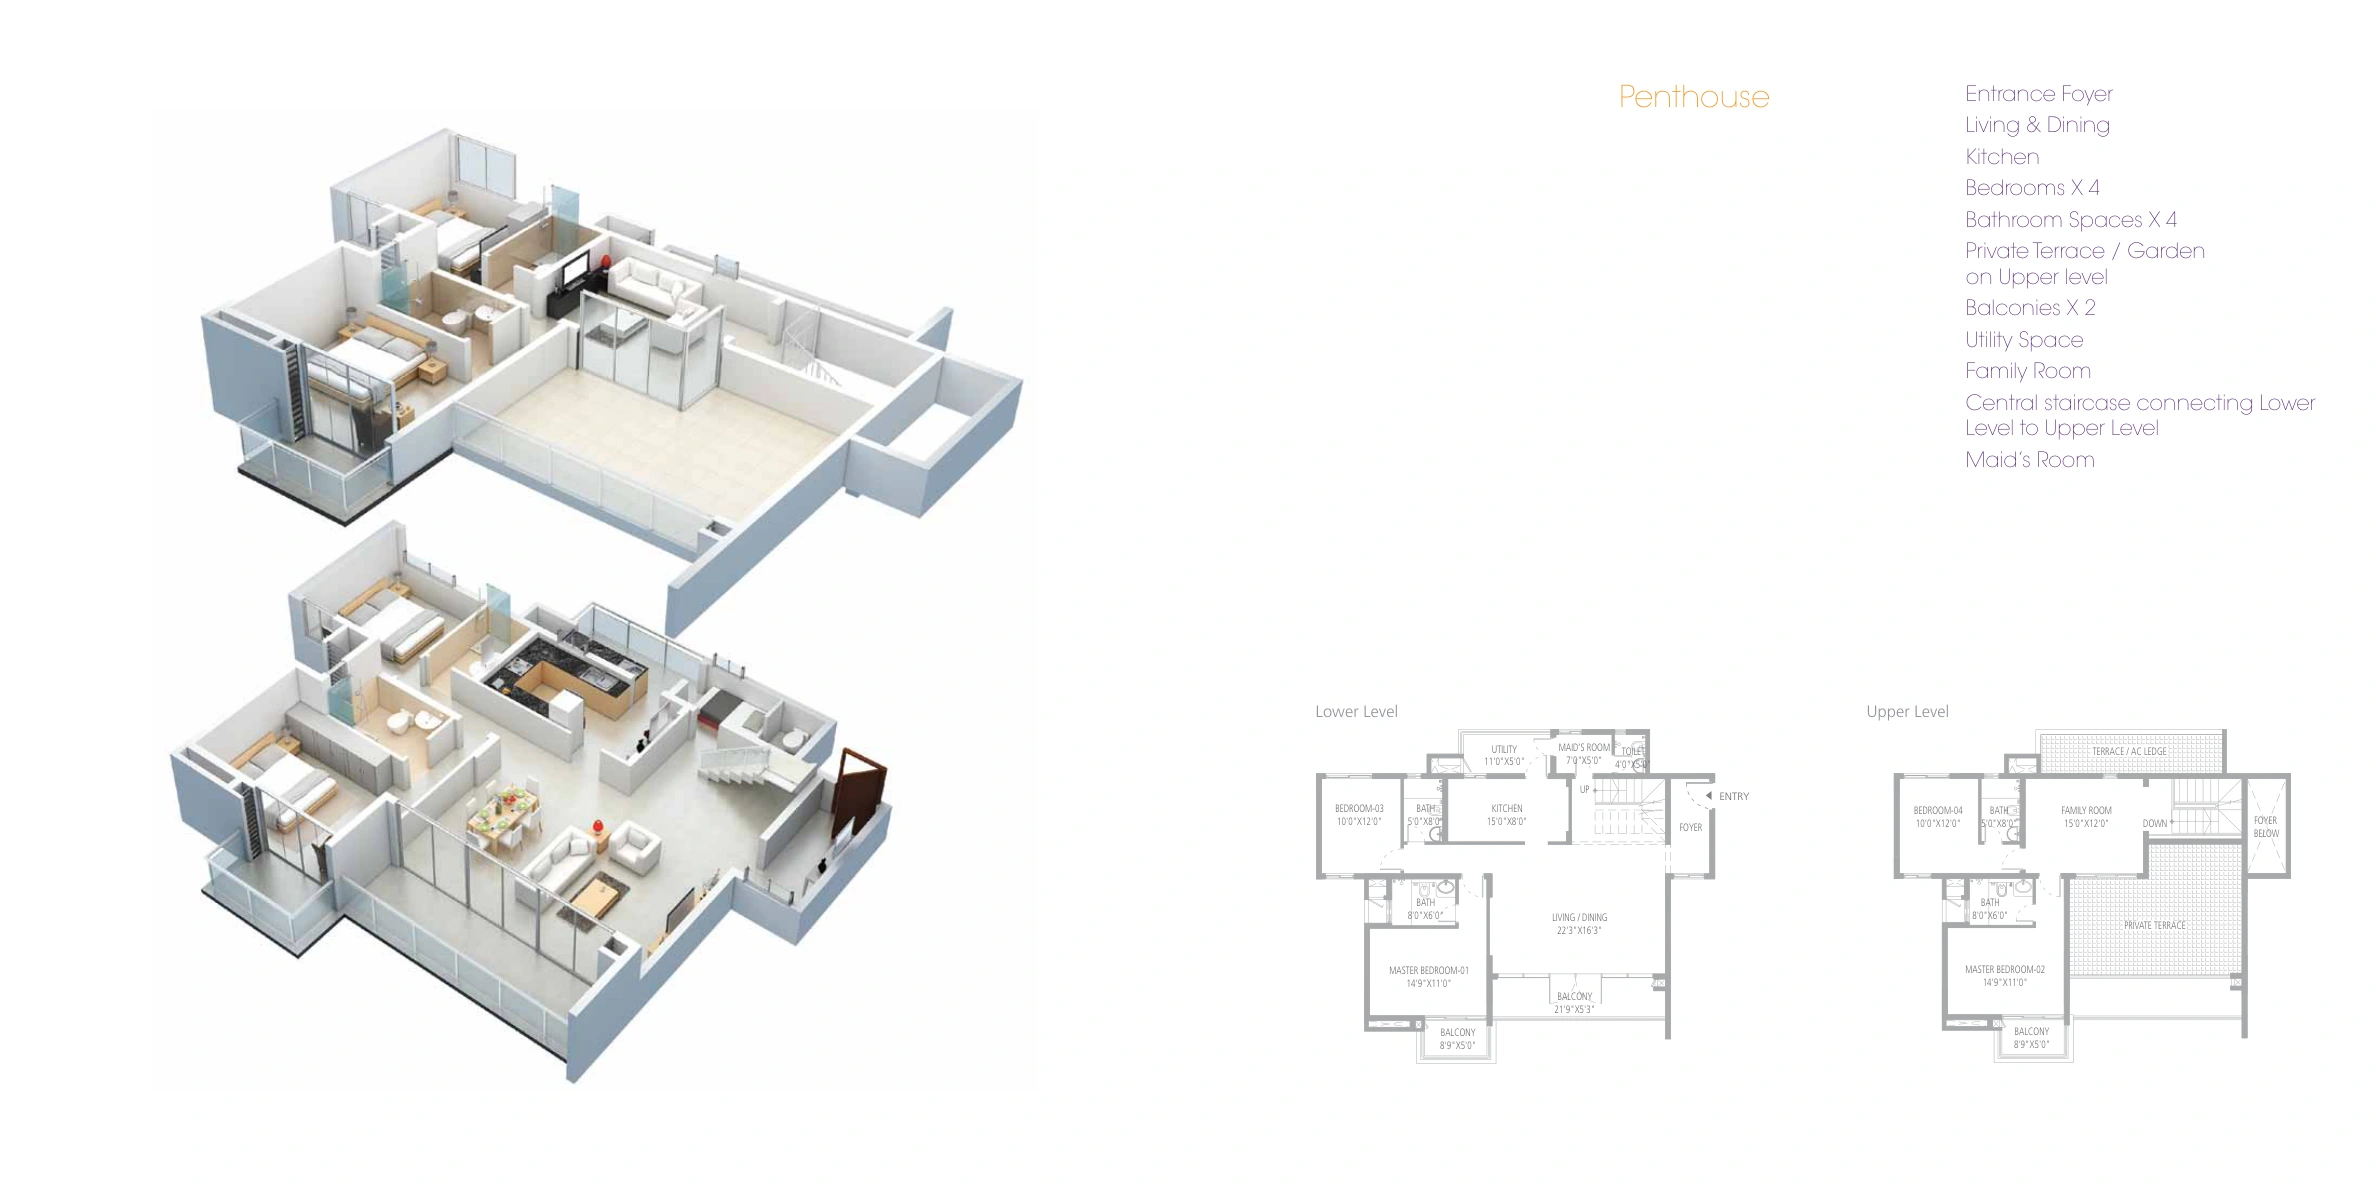 Penthouse
Entrance Foyer
Living & Dining
Kitchen
Bedrooms X 4
Bathroom Spaces X 4
Private Terrace / Garden
on Upper level
Balconies X 2
Utility Space
Family Room
Central staircase connecting Lower
Level to Upper Level
Maid's Room
Lower Level
UTILITY
11'0"X5'0"
MAID'S ROOM
7'0"X5'0"
TOILET
4'0"X5'0"
UP
ENTRY
BEDROOM-03
10'0"X12'0"
BATH
5'0"X8'0"
KITCHEN
15'0"X8'0"
FOYER
BATH
8'0"X6'0"
LIVING / DINING
22'3"X16'3"
MASTER BEDROOM-01
14'9"X11'0"
BALCONY
21'9"X5'3"
BALCONY
8'9"X5'0"
Upper Level
TERRACE / AC LEDGE
BEDROOM-04
10'0"X12'0"
BATH
5'0"X8'0"
FAMILY ROOM
15'0"X12'0"
DOWN
FOYER
BELOW
BATH
8'0"X6'0"
PRIVATE TERRACE
MASTER BEDROOM-02
14'9"X11'0"
BALCONY
8'9"X5'0"